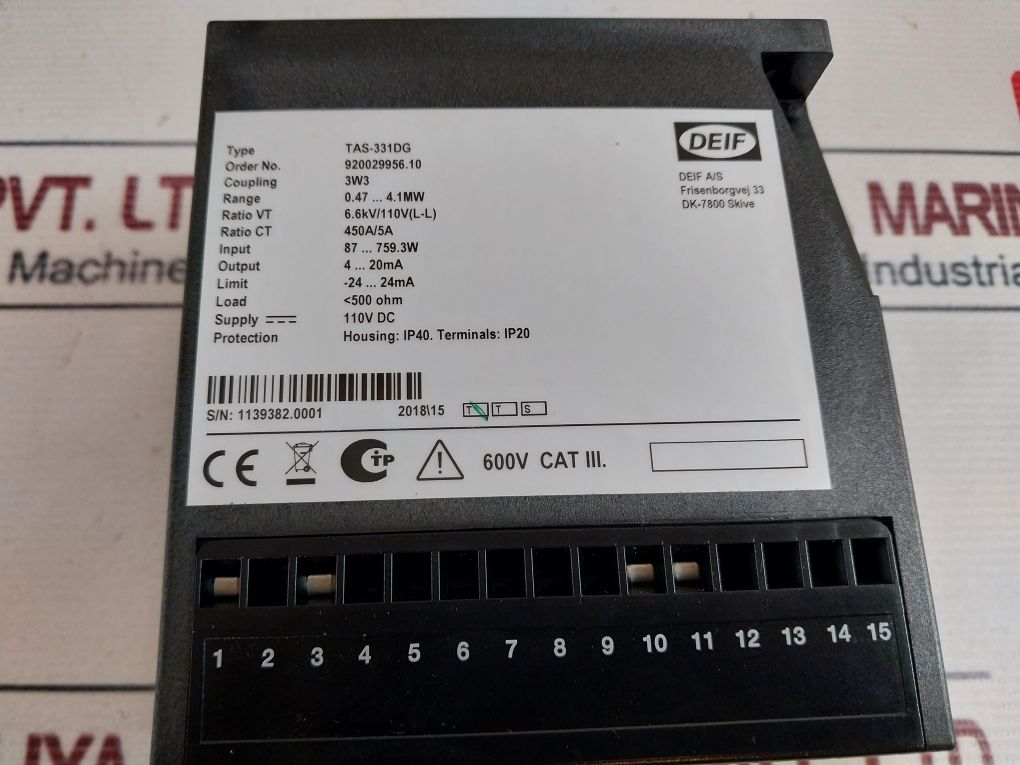 PVT. LT
Machine
MARIN
Industria
DEIF
DEIF A/S
Frisenborgvej 33
DK-7800 Skive
Type TAS-331DG
Order No. 920029956.10
Coupling 3W3
Range 0.47 ... 4.1MW
Ratio VT 6.6kV/110V(L-L)
Ratio CT 450A/5A
Input 87 ... 759.3W
Output 4 ... 20mA
Limit -24 ... 24mA
Load <500 ohm
Supply 110V DC
Protection Housing: IP40. Terminals: IP20
S/N: 1139382.0001 2018\15 T T S
CE 600V CAT III.
1 2 3 4 5 6 7 8 9 10 11 12 13 14 15